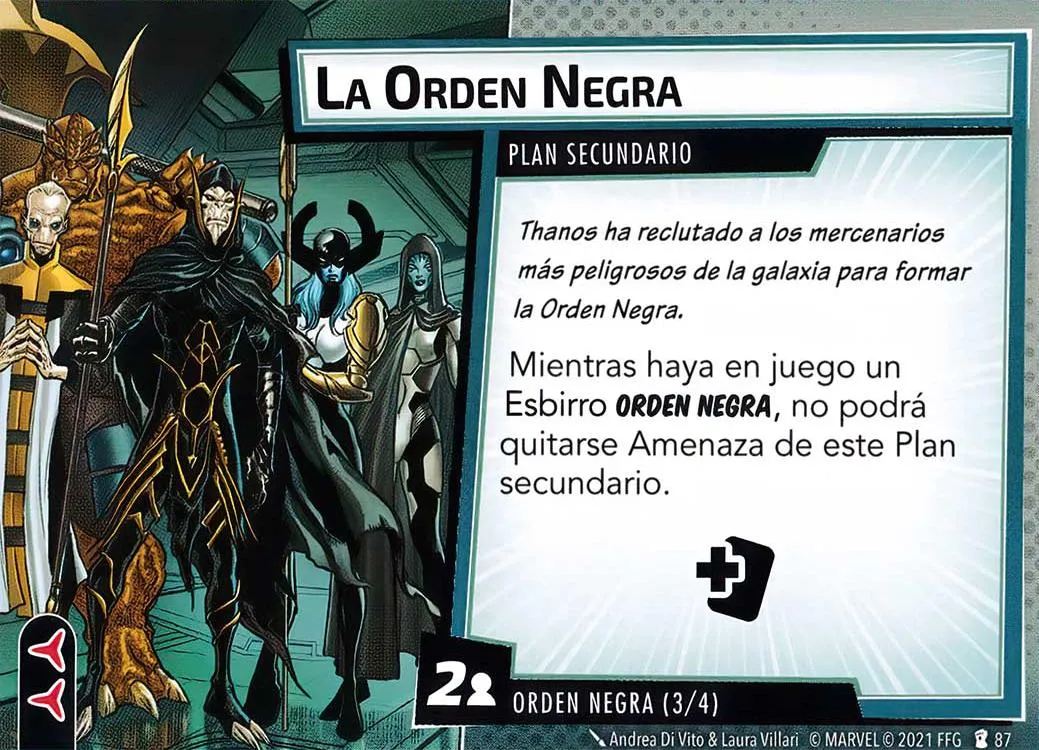 LA ORDEN NEGRA
PLAN SECUNDARIO
Thanos ha reclutado a los mercenarios
más peligrosos de la galaxia para formar
la Orden Negra.
Mientras haya en juego un
Esbirro ORDEN NEGRA, no podrá
quitarse Amenaza de este Plan
secundario.
2
ORDEN NEGRA (3/4)
Andrea Di Vito & Laura Villari © MARVEL © 2021 FFG 87